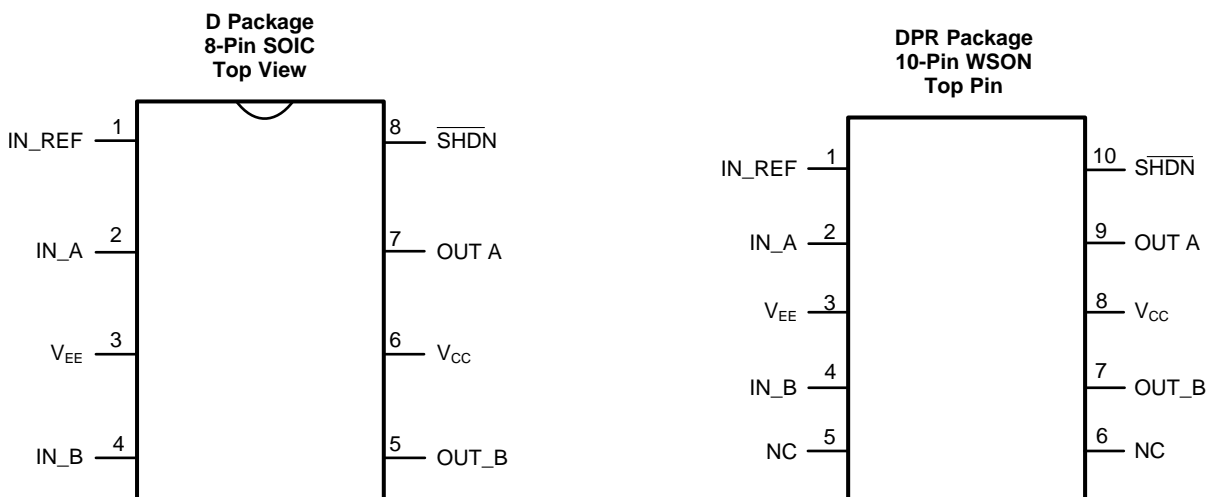 D Package
8-Pin SOIC
Top View
IN_REF 1
8 SHDN
IN_A 2
7 OUT A
VEE 3
6 VCC
IN_B 4
5 OUT_B
DPR Package
10-Pin WSON
Top Pin
IN_REF 1
10 SHDN
IN_A 2
9 OUT A
VEE 3
8 VCC
IN_B 4
7 OUT_B
NC 5
6 NC